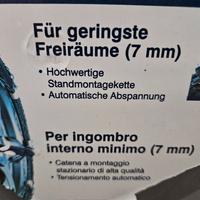 Für geringste
Freiräume (7 mm)
• Hochwertige
Standmontagekette
• Automatische Abspannung
Per ingombro
interno minimo (7 mm)
• Catena a montaggio
stazionario di alta qualità
• Tensionamento automatico